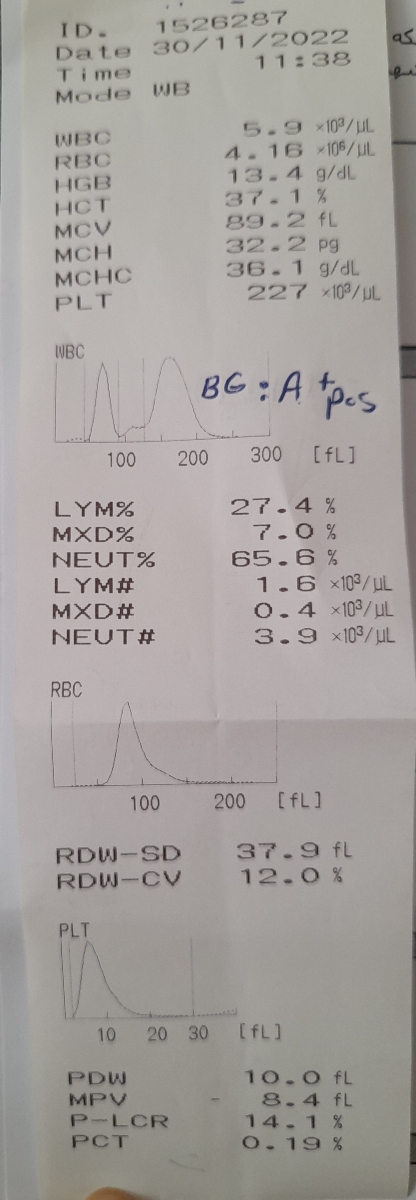 ID. 1526287
Date 30/11/2022
Time 11:38
Mode WB
WBC 5.9 ×10³/µL
RBC 4.16 ×10⁶/µL
HGB 13.4 g/dL
HCT 37.1 %
MCV 89.2 fL
MCH 32.2 pg
MCHC 36.1 g/dL
PLT 227 ×10³/µL
WBC
BG: A + pos
100 200 300 [fL]
LYM% 27.4 %
MXD% 7.0 %
NEUT% 65.6 %
LYM# 1.6 ×10³/µL
MXD# 0.4 ×10³/µL
NEUT# 3.9 ×10³/µL
RBC
100 200 [fL]
RDW-SD 37.9 fL
RDW-CV 12.0 %
PLT
10 20 30 [fL]
PDW 10.0 fL
MPV - 8.4 fL
P-LCR 14.1 %
PCT 0.19 %